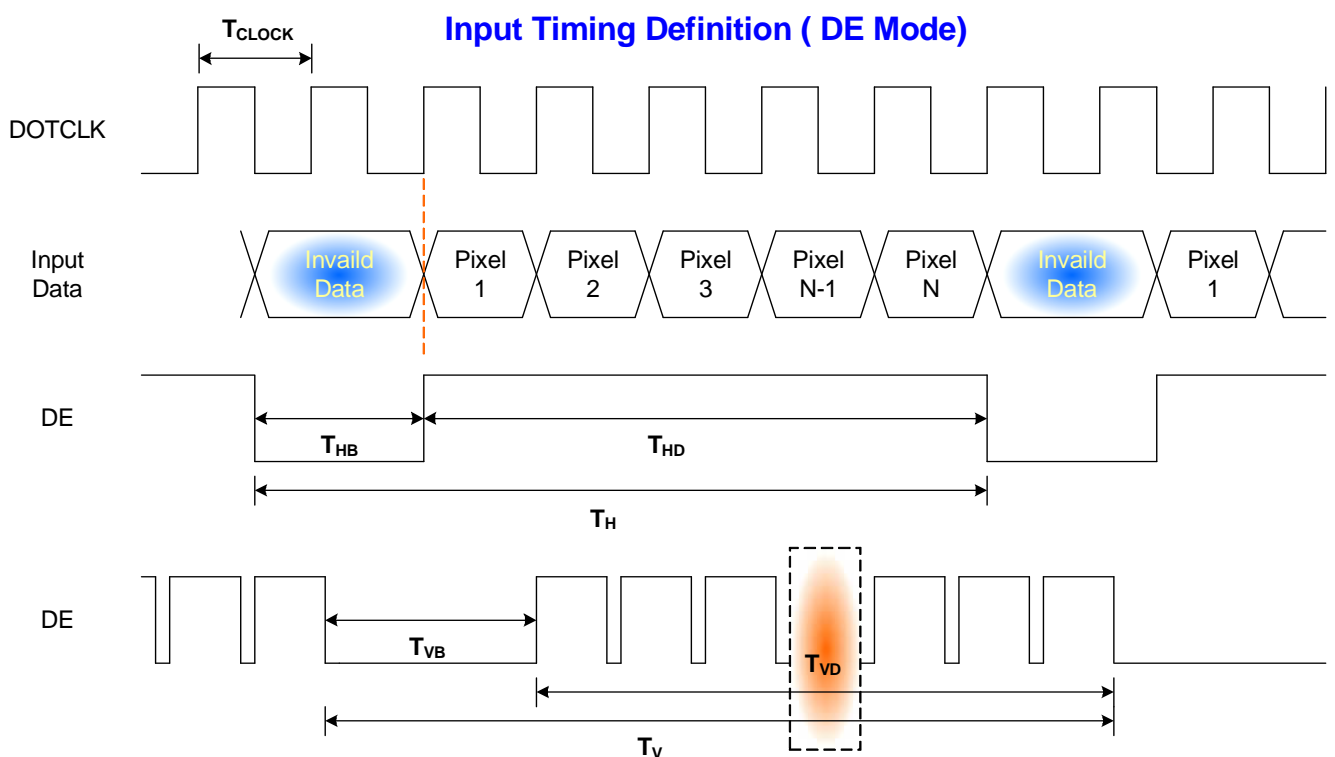 Input Timing Definition ( DE Mode)
TCLOCK
DOTCLK
Input
Data
Invaild
Data
Pixel
1
Pixel
2
Pixel
3
Pixel
N-1
Pixel
N
Invaild
Data
Pixel
1
DE
THB
THD
TH
DE
TVB
TVD
TV